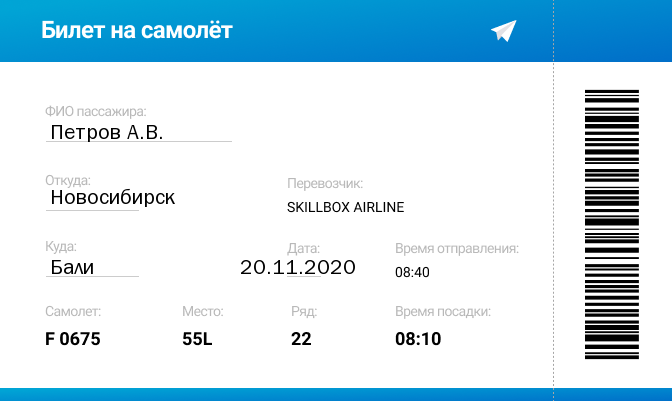 Билет на самолёт
ФИО пассажира:
Петров А.В.
Откуда:
Новосибирск
Перевозчик:
SKILLBOX AIRLINE
Куда:
Бали
Дата:
20.11.2020
Время отправления:
08:40
Самолет:
F 0675
Место:
55L
Ряд:
22
Время посадки:
08:10